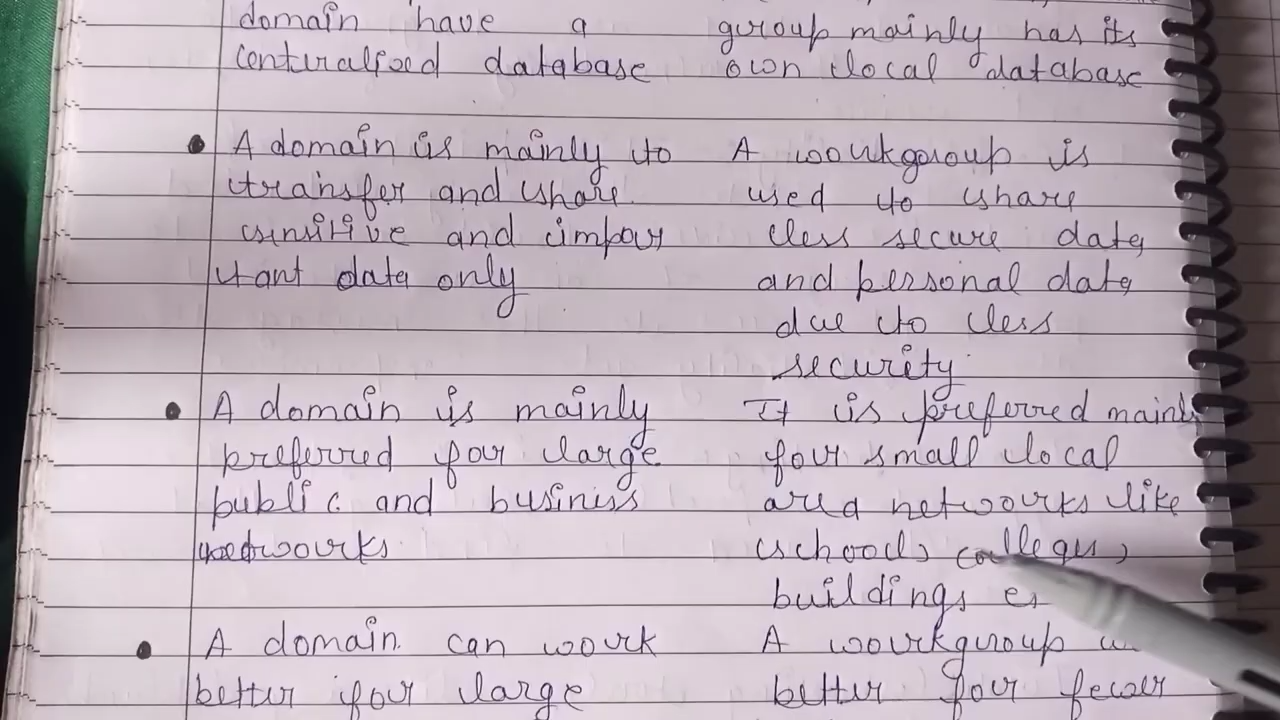 domain have a
centralised database
• A domain is mainly to
transfer and share
sensitive and impor
tant data only
• A domain is mainly
preferred for large
public and business
networks
• A domain can work
better for large
group mainly has its
own local database
A workgroup is
used to share
less secure data
and personal data
due to less
security.
It is preferred mainly
for small local
area networks like
school, colleges,
buildings
A workgroup
better for fewer